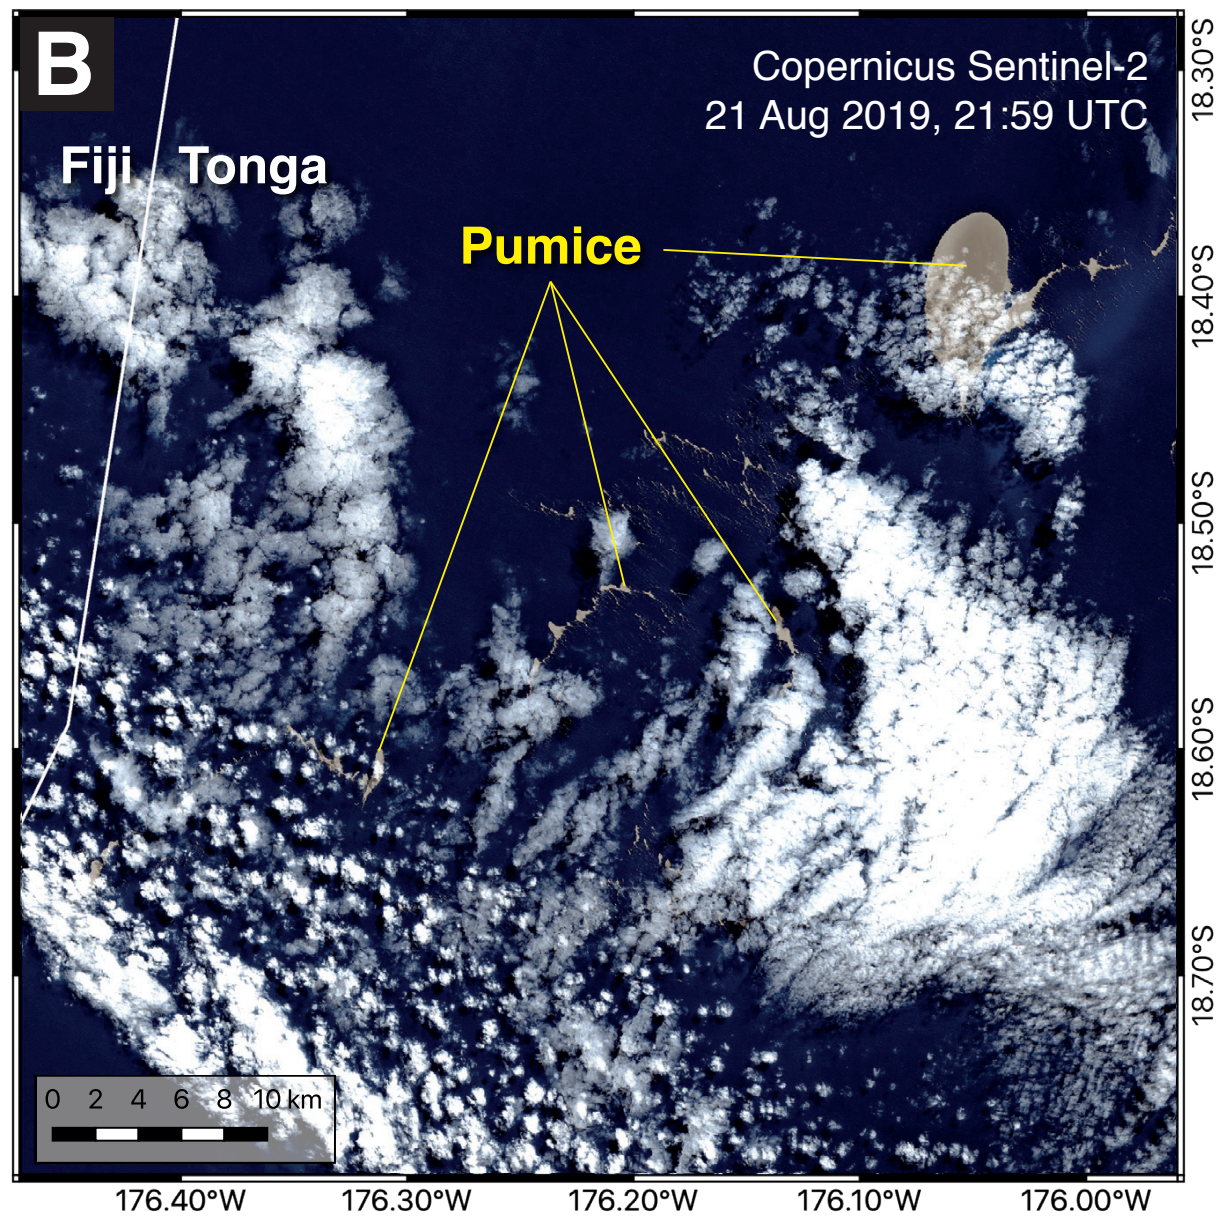 B
Copernicus Sentinel-2
21 Aug 2019, 21:59 UTC
Fiji Tonga
Pumice
18.30°S
18.40°S
18.50°S
18.60°S
18.70°S
0 2 4 6 8 10 km
176.40°W 176.30°W 176.20°W 176.10°W 176.00°W